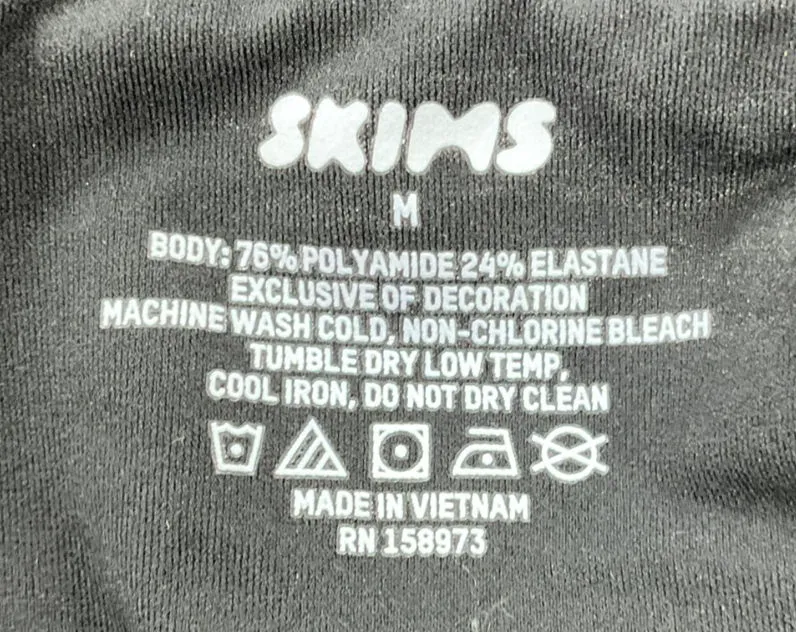 SKIMS
M
BODY: 76% POLYAMIDE 24% ELASTANE
EXCLUSIVE OF DECORATION
MACHINE WASH COLD, NON-CHLORINE BLEACH
TUMBLE DRY LOW TEMP,
COOL IRON, DO NOT DRY CLEAN
MADE IN VIETNAM
RN 158973